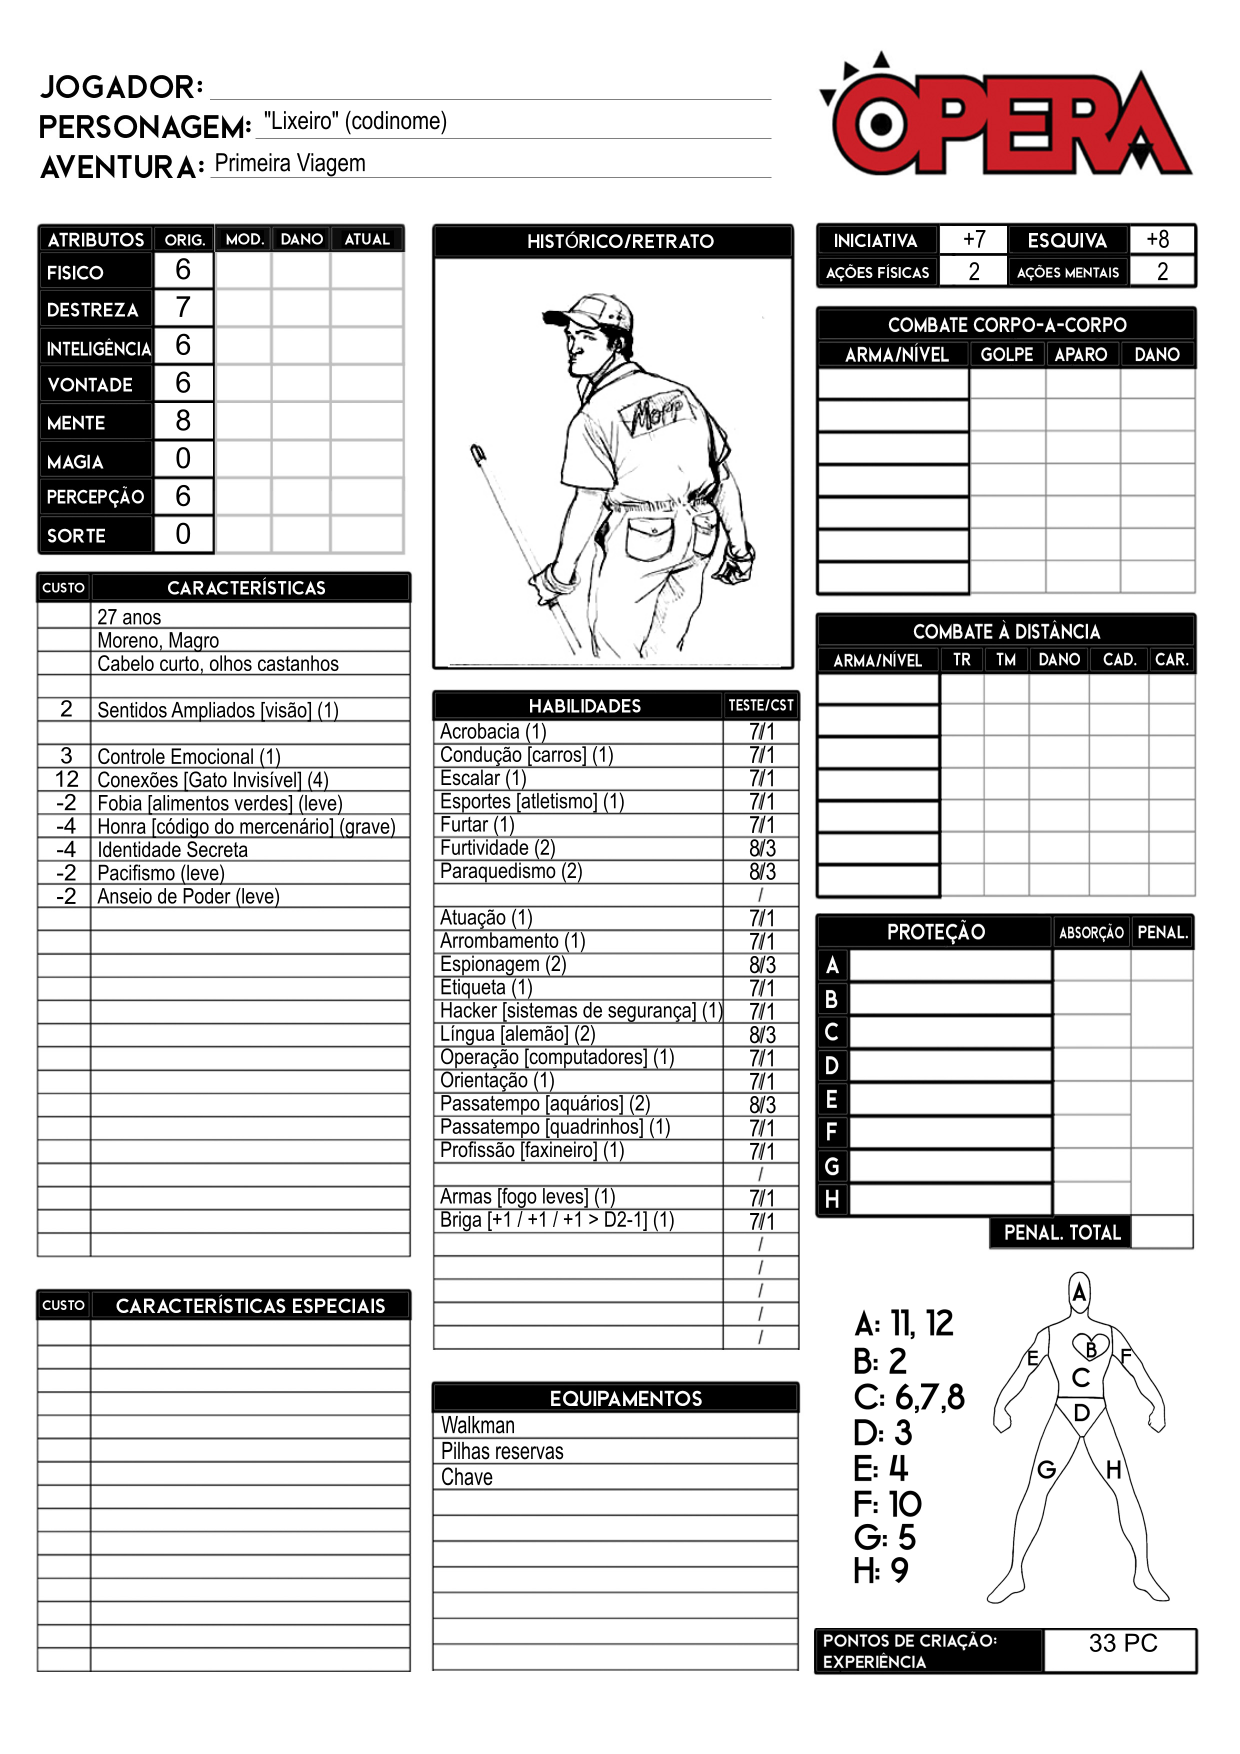 JOGADOR:
PERSONAGEM: "Lixeiro" (codinome)
AVENTURA: Primeira Viagem
OPERA
ATRIBUTOS ORIG. MOD. DANO ATUAL
FISICO 6
DESTREZA 7
INTELIGÊNCIA 6
VONTADE 6
MENTE 8
MAGIA 0
PERCEPÇÃO 6
SORTE 0
CUSTO CARACTERÍSTICAS
27 anos
Moreno, Magro
Cabelo curto, olhos castanhos
2 Sentidos Ampliados [visão] (1)
3 Controle Emocional (1)
12 Conexões [Gato Invisível] (4)
-2 Fobia [alimentos verdes] (leve)
-4 Honra [código do mercenário] (grave)
-4 Identidade Secreta
-2 Pacifismo (leve)
-2 Anseio de Poder (leve)
CUSTO CARACTERÍSTICAS ESPECIAIS
HISTÓRICO/RETRATO
Mopp
HABILIDADES TESTE/CST
Acrobacia (1) 7/1
Condução [carros] (1) 7/1
Escalar (1) 7/1
Esportes [atletismo] (1) 7/1
Furtar (1) 7/1
Furtividade (2) 8/3
Paraquedismo (2) 8/3
/
Atuação (1) 7/1
Arrombamento (1) 7/1
Espionagem (2) 8/3
Etiqueta (1) 7/1
Hacker [sistemas de segurança] (1) 7/1
Língua [alemão] (2) 8/3
Operação [computadores] (1) 7/1
Orientação (1) 7/1
Passatempo [aquários] (2) 8/3
Passatempo [quadrinhos] (1) 7/1
Profissão [faxineiro] (1) 7/1
/
Armas [fogo leves] (1) 7/1
Briga [+1 / +1 / +1 > D2-1] (1) 7/1
/
/
/
/
/
EQUIPAMENTOS
Walkman
Pilhas reservas
Chave
INICIATIVA +7 ESQUIVA +8
AÇÕES FÍSICAS 2 AÇÕES MENTAIS 2
COMBATE CORPO-A-CORPO
ARMA/NÍVEL GOLPE APARO DANO
COMBATE À DISTÂNCIA
ARMA/NÍVEL TR TM DANO CAD. CAR.
PROTEÇÃO ABSORÇÃO PENAL.
A
B
C
D
E
F
G
H
PENAL. TOTAL
A: 11, 12
B: 2
C: 6,7,8
D: 3
E: 4
F: 10
G: 5
H: 9
A
B
E
F
C
D
G
H
PONTOS DE CRIAÇÃO: 33 PC
EXPERIÊNCIA